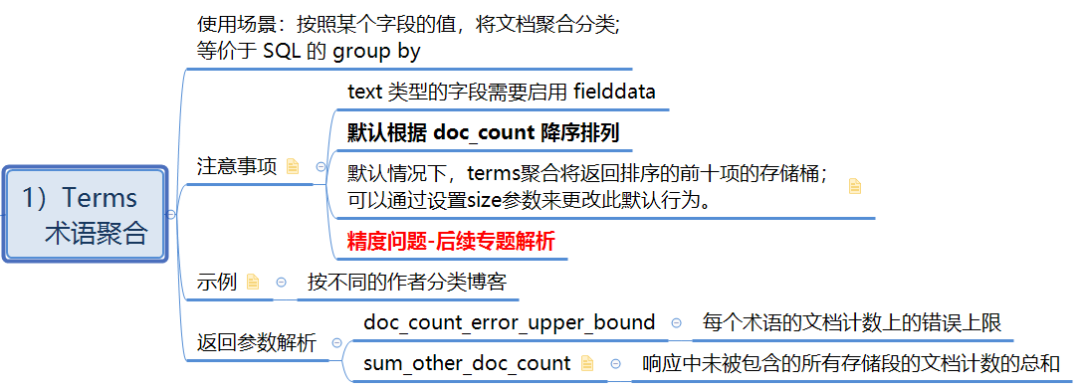 1）Terms
术语聚合
使用场景：按照某个字段的值，将文档聚合分类;
等价于 SQL 的 group by
注意事项
text 类型的字段需要启用 fielddata
默认根据 doc_count 降序排列
默认情况下，terms聚合将返回排序的前十项的存储桶；
可以通过设置size参数来更改此默认行为。
精度问题-后续专题解析
示例
按不同的作者分类博客
返回参数解析
doc_count_error_upper_bound
每个术语的文档计数上的错误上限
sum_other_doc_count
响应中未被包含的所有存储段的文档计数的总和